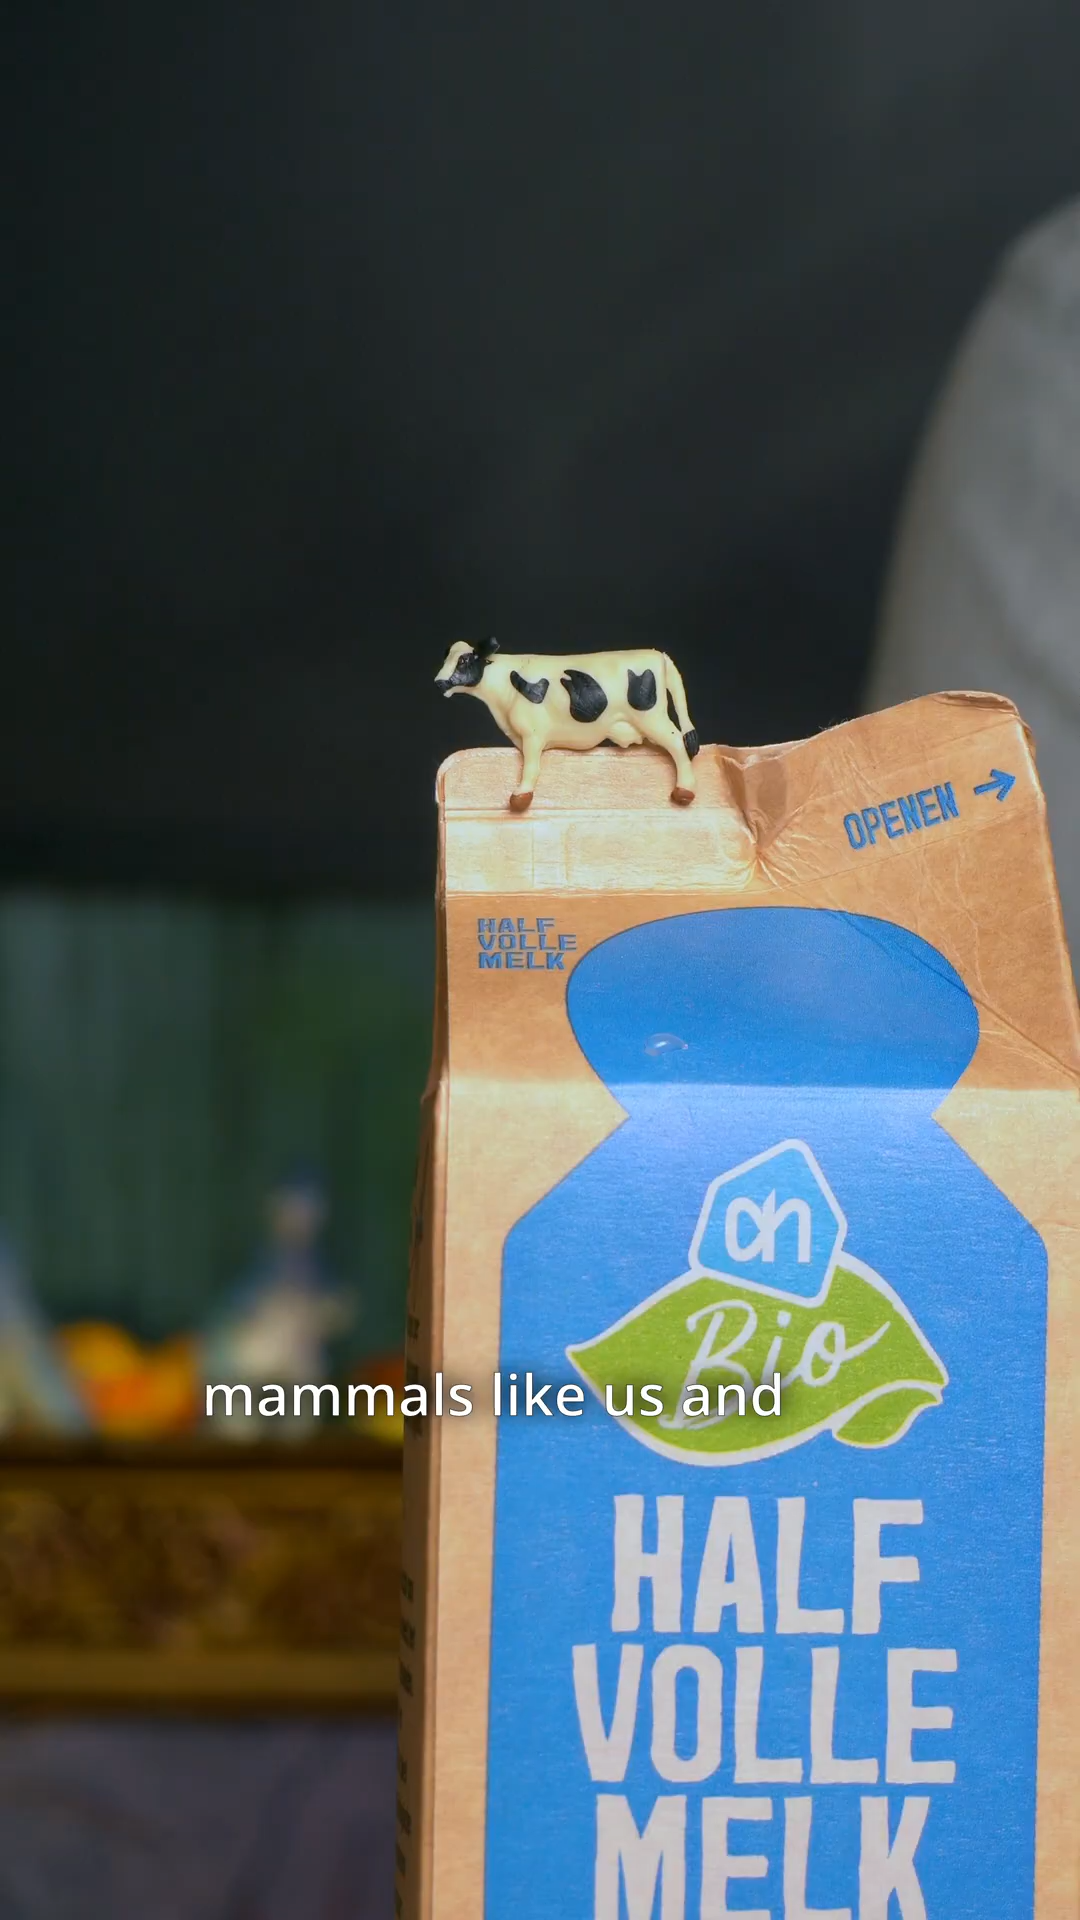 OPENEN →
HALF
VOLLE
MELK
ah
Bio
mammals like us and
HALF
VOLLE
MELK